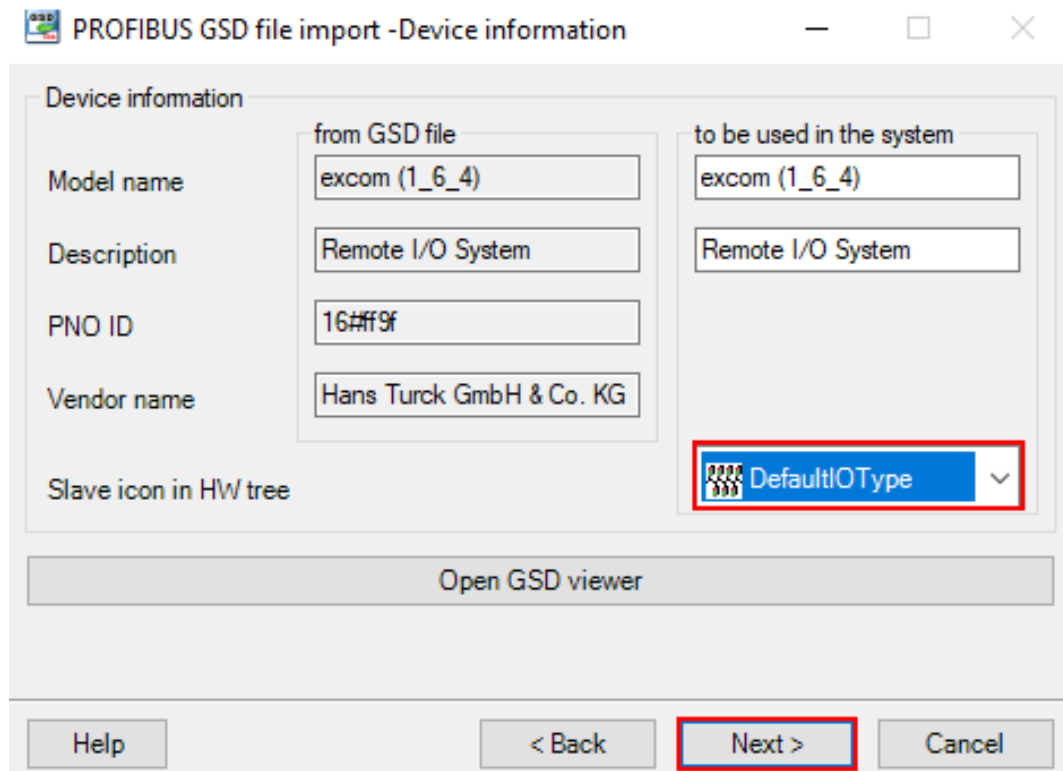 PROFIBUS GSD file import -Device information
Device information
from GSD file
to be used in the system
Model name
excom (1_6_4)
excom (1_6_4)
Description
Remote I/O System
Remote I/O System
PNO ID
16#ff9f
Vendor name
Hans Turck GmbH & Co. KG
Slave icon in HW tree
DefaultIOType
Open GSD viewer
Help
< Back
Next >
Cancel